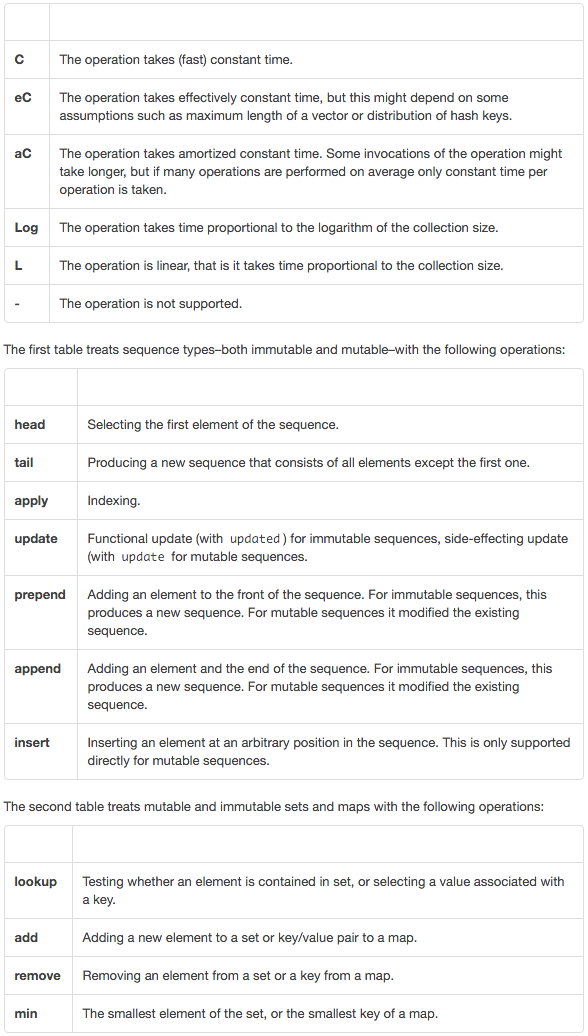 C The operation takes (fast) constant time.
eC The operation takes effectively constant time, but this might depend on some
assumptions such as maximum length of a vector or distribution of hash keys.
aC The operation takes amortized constant time. Some invocations of the operation might
take longer, but if many operations are performed on average only constant time per
operation is taken.
Log The operation takes time proportional to the logarithm of the collection size.
L The operation is linear, that is it takes time proportional to the collection size.
- The operation is not supported.
The first table treats sequence types–both immutable and mutable–with the following operations:
head Selecting the first element of the sequence.
tail Producing a new sequence that consists of all elements except the first one.
apply Indexing.
update Functional update (with updated) for immutable sequences, side-effecting update
(with update for mutable sequences.
prepend Adding an element to the front of the sequence. For immutable sequences, this
produces a new sequence. For mutable sequences it modified the existing
sequence.
append Adding an element and the end of the sequence. For immutable sequences, this
produces a new sequence. For mutable sequences it modified the existing
sequence.
insert Inserting an element at an arbitrary position in the sequence. This is only supported
directly for mutable sequences.
The second table treats mutable and immutable sets and maps with the following operations:
lookup Testing whether an element is contained in set, or selecting a value associated with
a key.
add Adding a new element to a set or key/value pair to a map.
remove Removing an element from a set or a key from a map.
min The smallest element of the set, or the smallest key of a map.